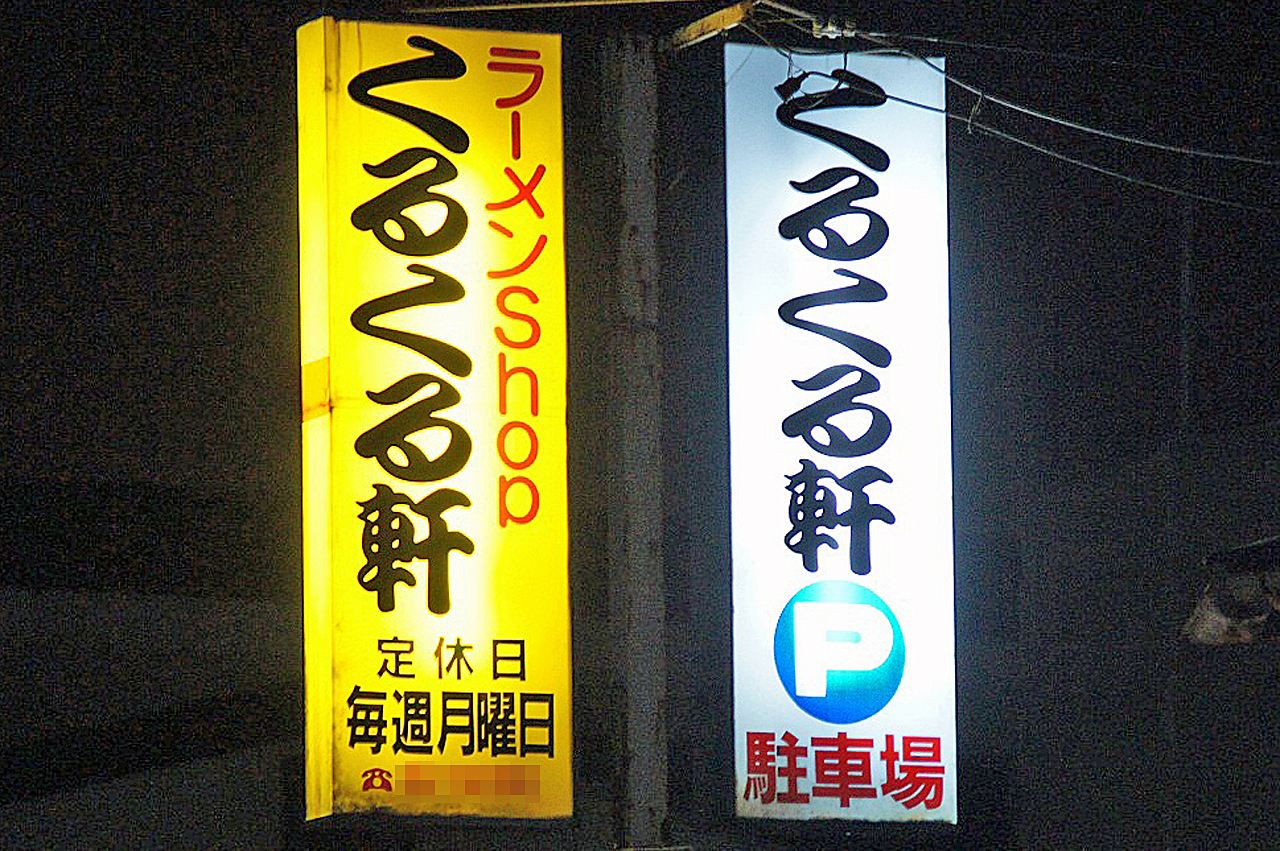 ラーメンShop
くるくる軒
定休日
毎週月曜日
くるくる軒
P
駐車場